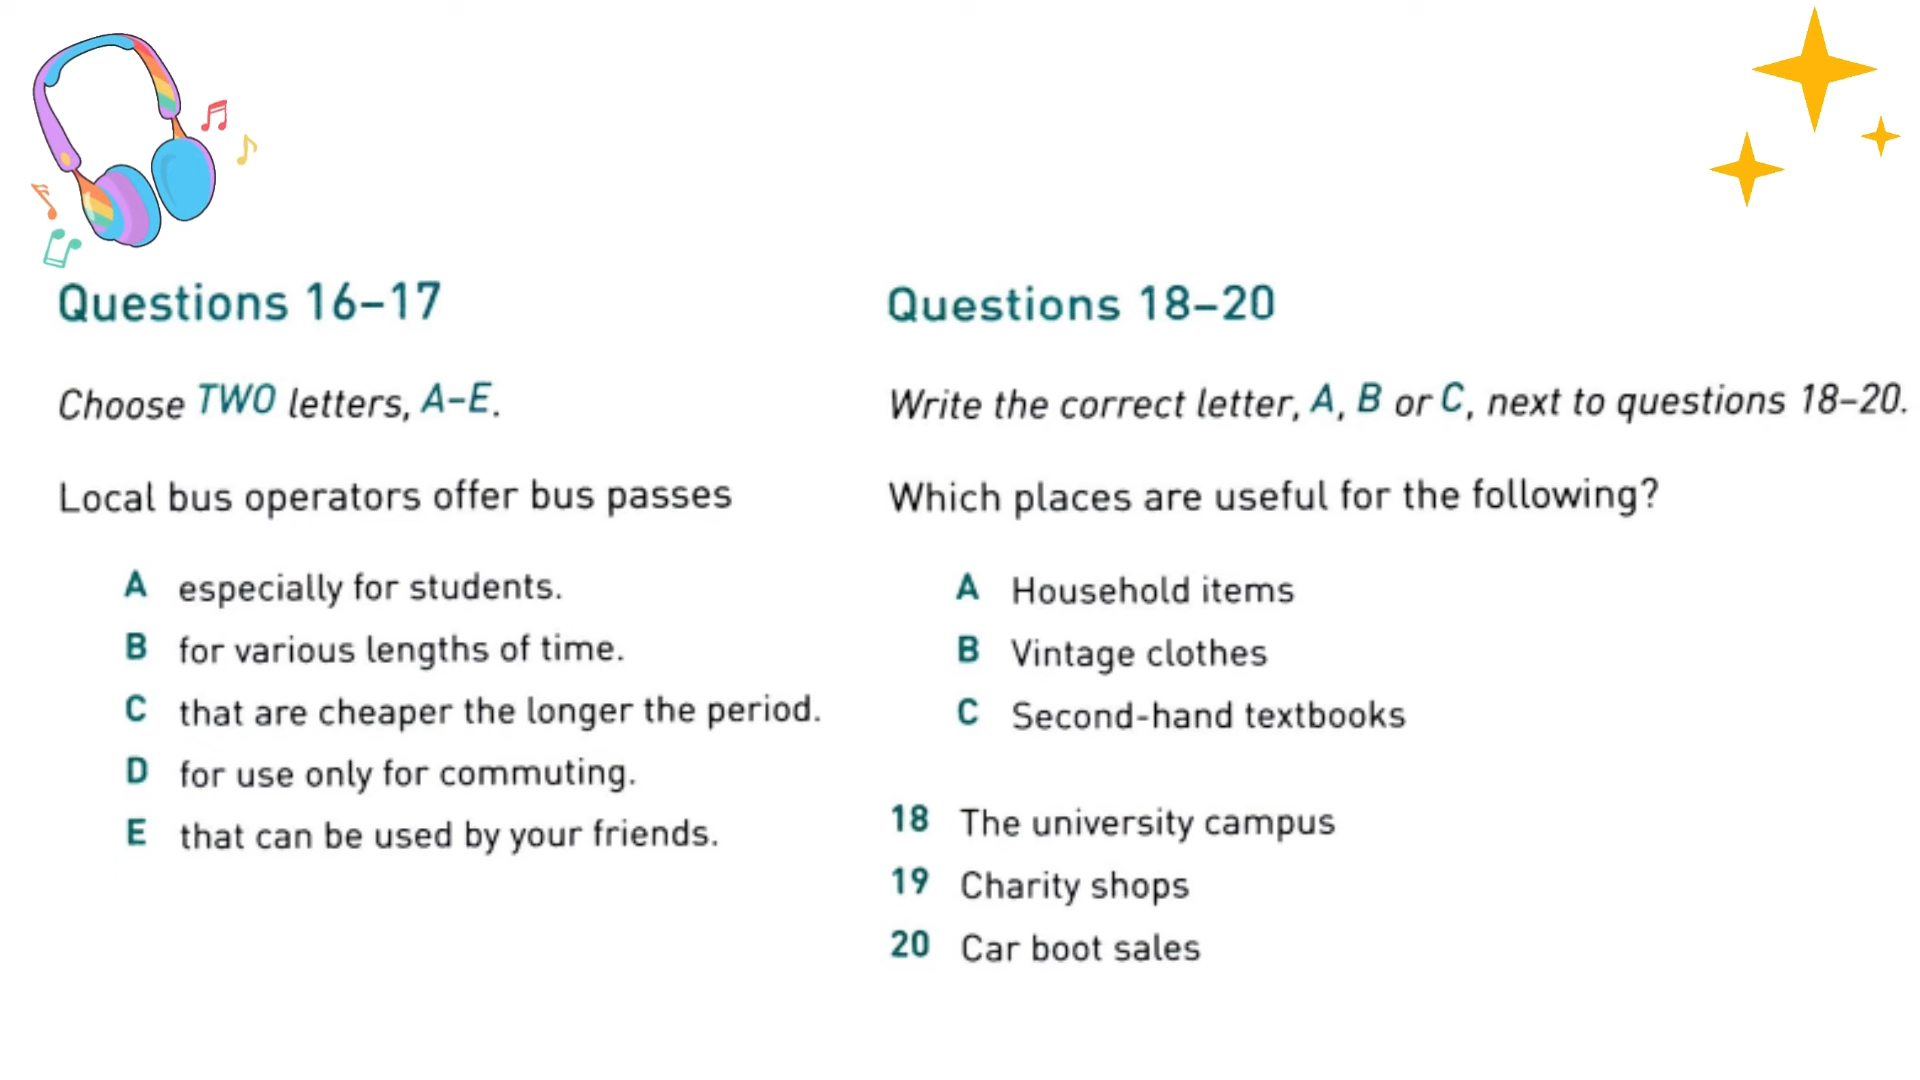 Questions 16–17
Choose TWO letters, A–E.
Local bus operators offer bus passes
A especially for students.
B for various lengths of time.
C that are cheaper the longer the period.
D for use only for commuting.
E that can be used by your friends.
Questions 18–20
Write the correct letter, A, B or C, next to questions 18–20.
Which places are useful for the following?
A Household items
B Vintage clothes
C Second-hand textbooks
18 The university campus
19 Charity shops
20 Car boot sales